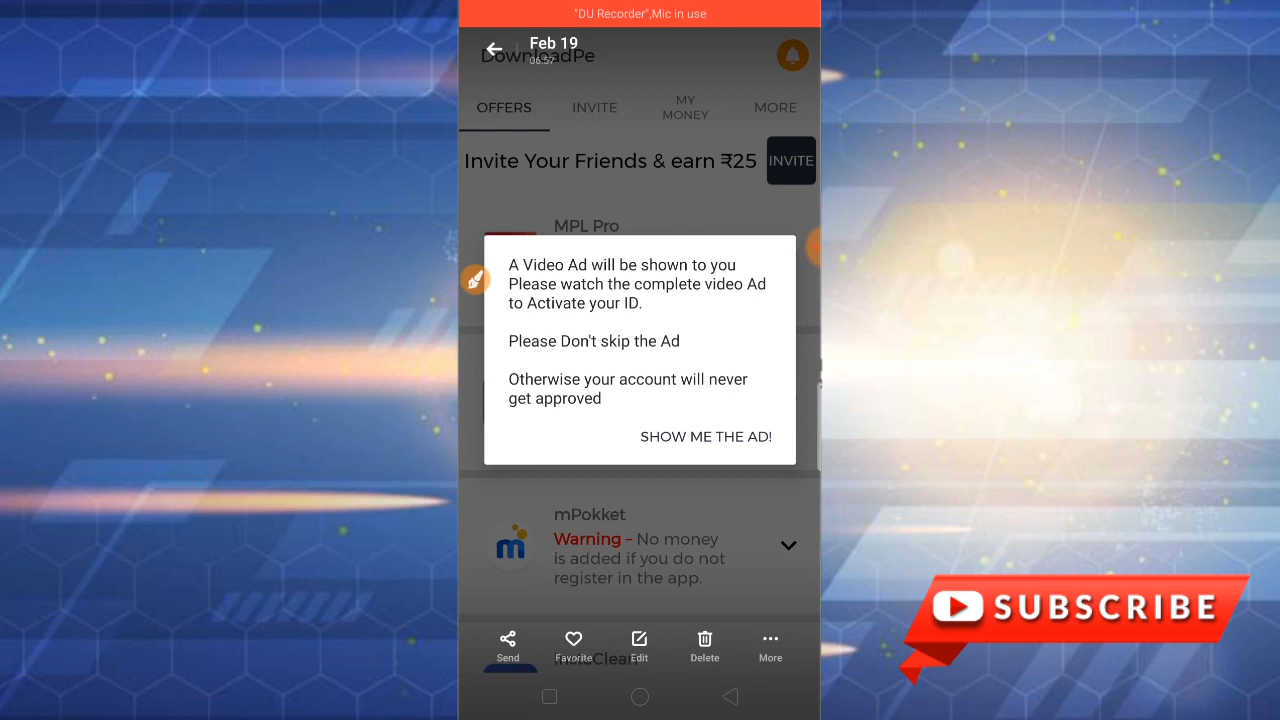 "DU Recorder",Mic in use
Feb 19
DownloadPe
06:57
OFFERS
INVITE
MY
MONEY
MORE
Invite Your Friends & earn ₹25
INVITE
MPL Pro
A Video Ad will be shown to you
Please watch the complete video Ad
to Activate your ID.
Please Don't skip the Ad
Otherwise your account will never
get approved
SHOW ME THE AD!
mPokket
Warning – No money
is added if you do not
register in the app.
SUBSCRIBE
InstaClean
Send
Favorite
Edit
Delete
More